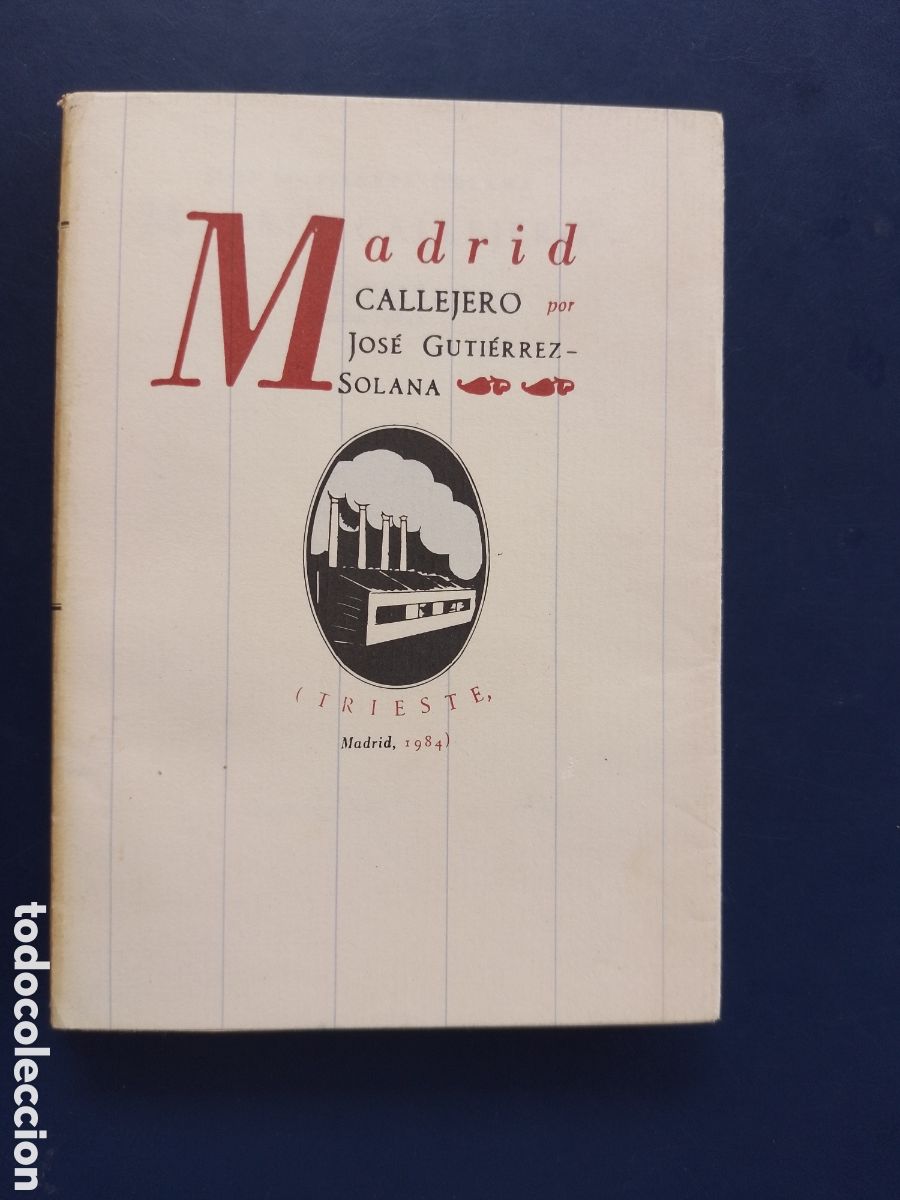 Madrid
CALLEJERO por
JOSÉ GUTIÉRREZ-
SOLANA
(TRIESTE,
Madrid, 1984)
todocoleccion